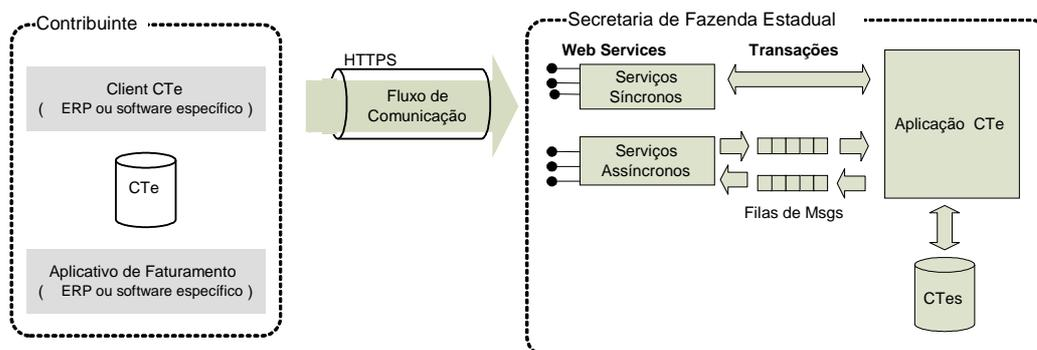 Contribuinte
Client CTe
( ERP ou software específico )
CTe
Aplicativo de Faturamento
( ERP ou software específico )
HTTPS
Fluxo de
Comunicação
Secretaria de Fazenda Estadual
Web Services
Transações
Serviços
Síncronos
Serviços
Assíncronos
Filas de Msgs
Aplicação CTe
CTes